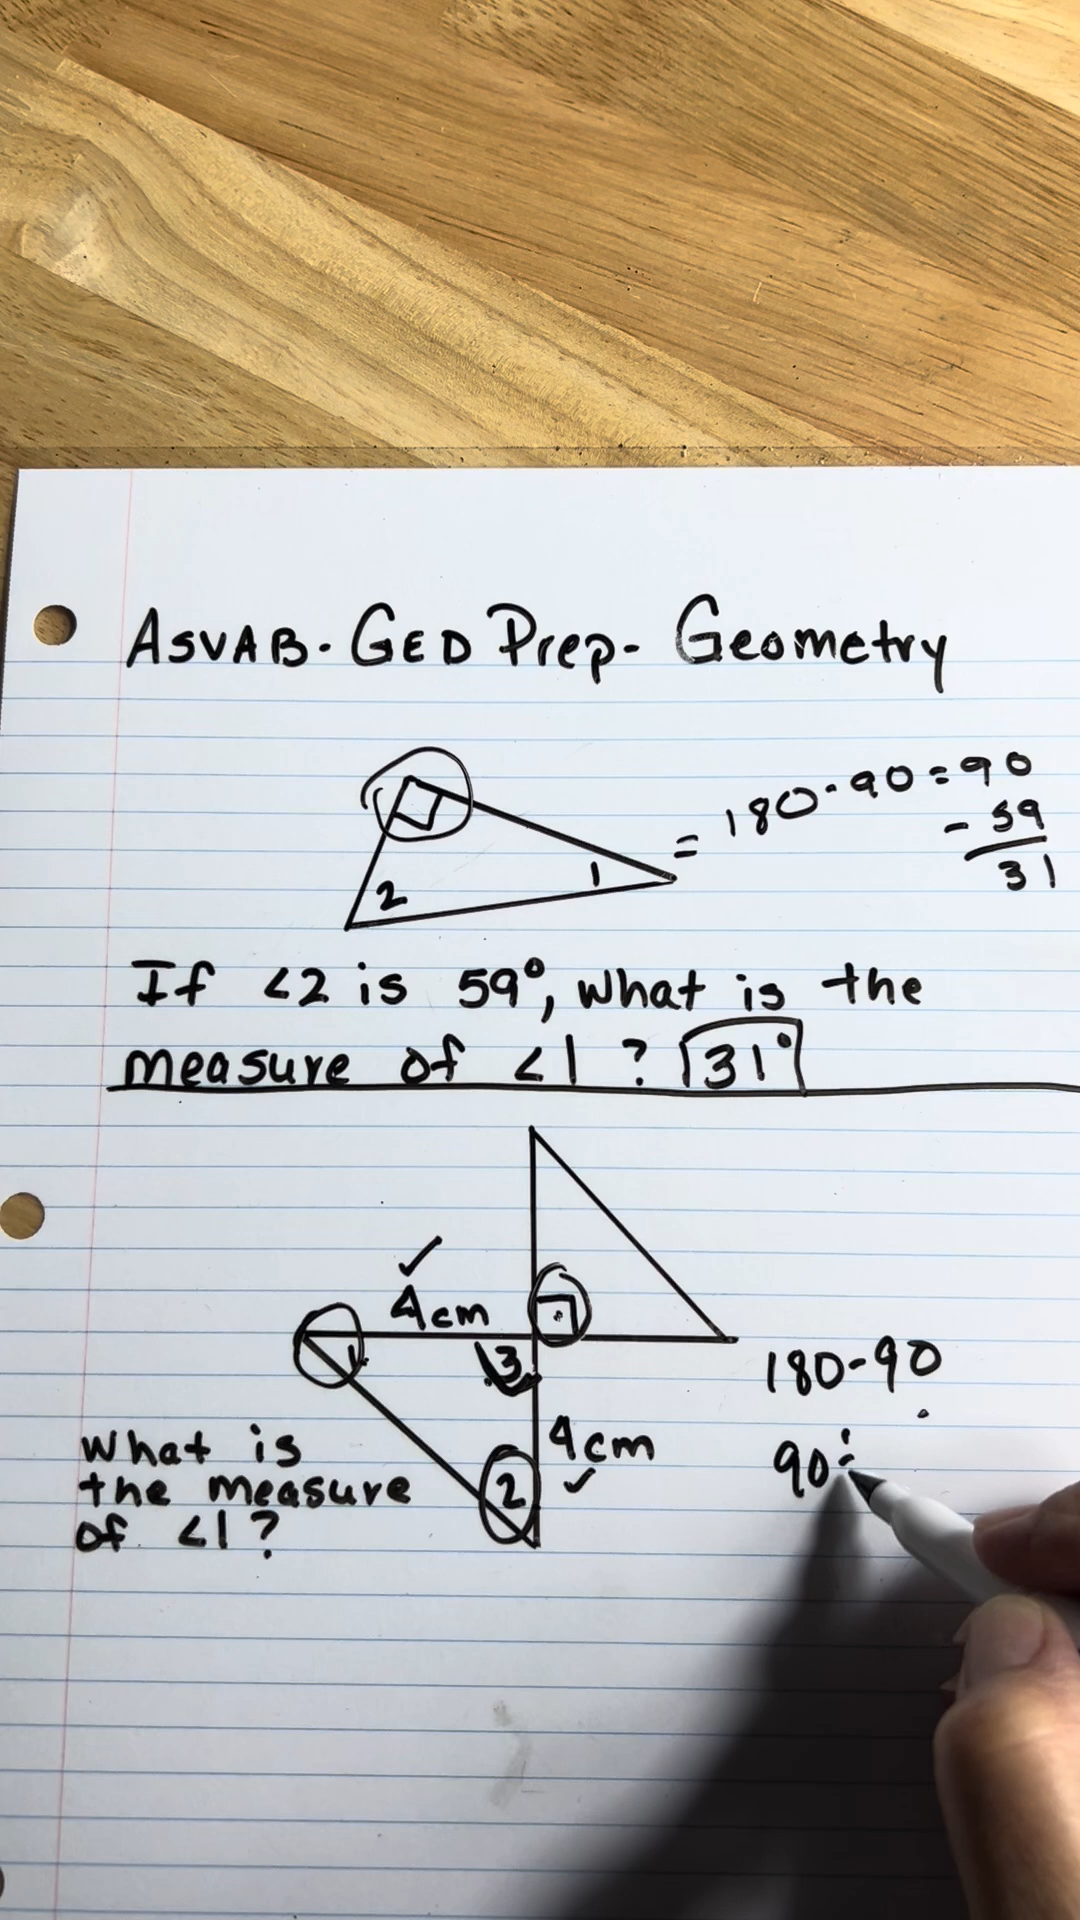 ASVAB - GED Prep - Geometry
= 180 - 90 = 90
- 59
31
2
1
If <2 is 59°, what is the
measure of <1 ? 31°
4cm
1
3
180-90
4cm
90÷
2
What is
the measure
of <1?